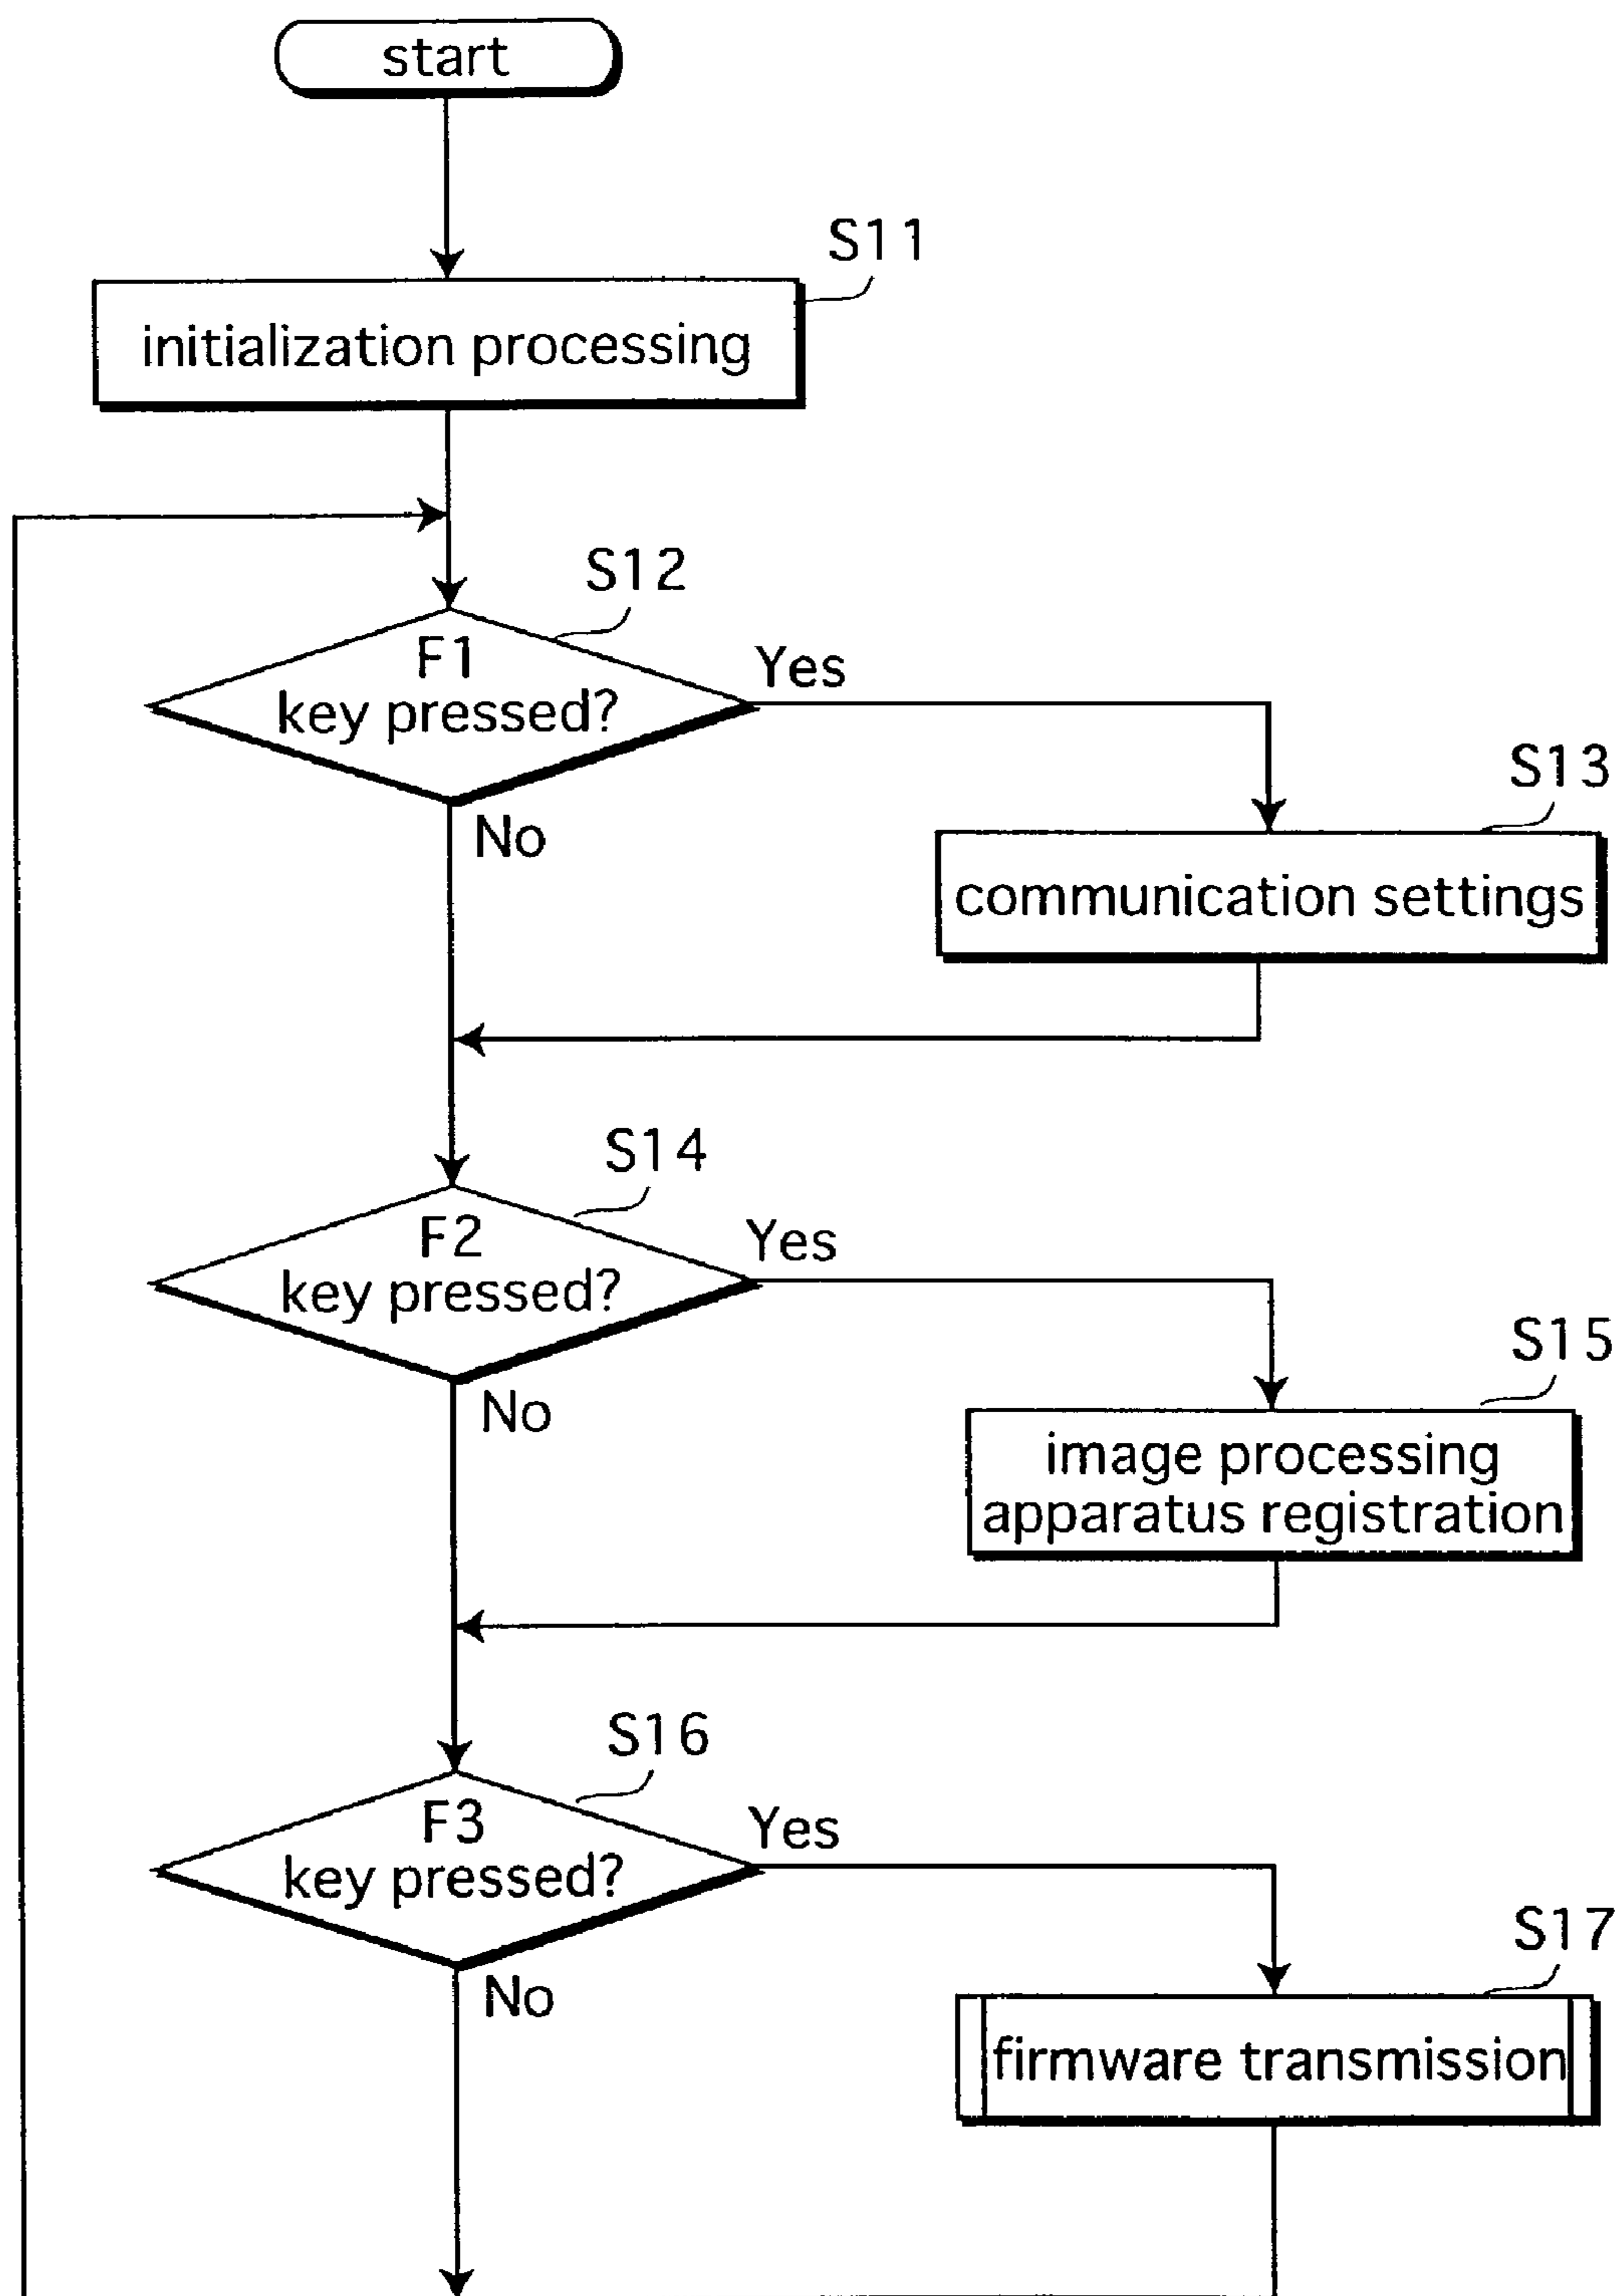 start
S11
initialization processing
S12
F1
key pressed?
Yes
No
S13
communication settings
S14
F2
key pressed?
Yes
No
S15
image processing
apparatus registration
S16
F3
key pressed?
Yes
No
S17
firmware transmission